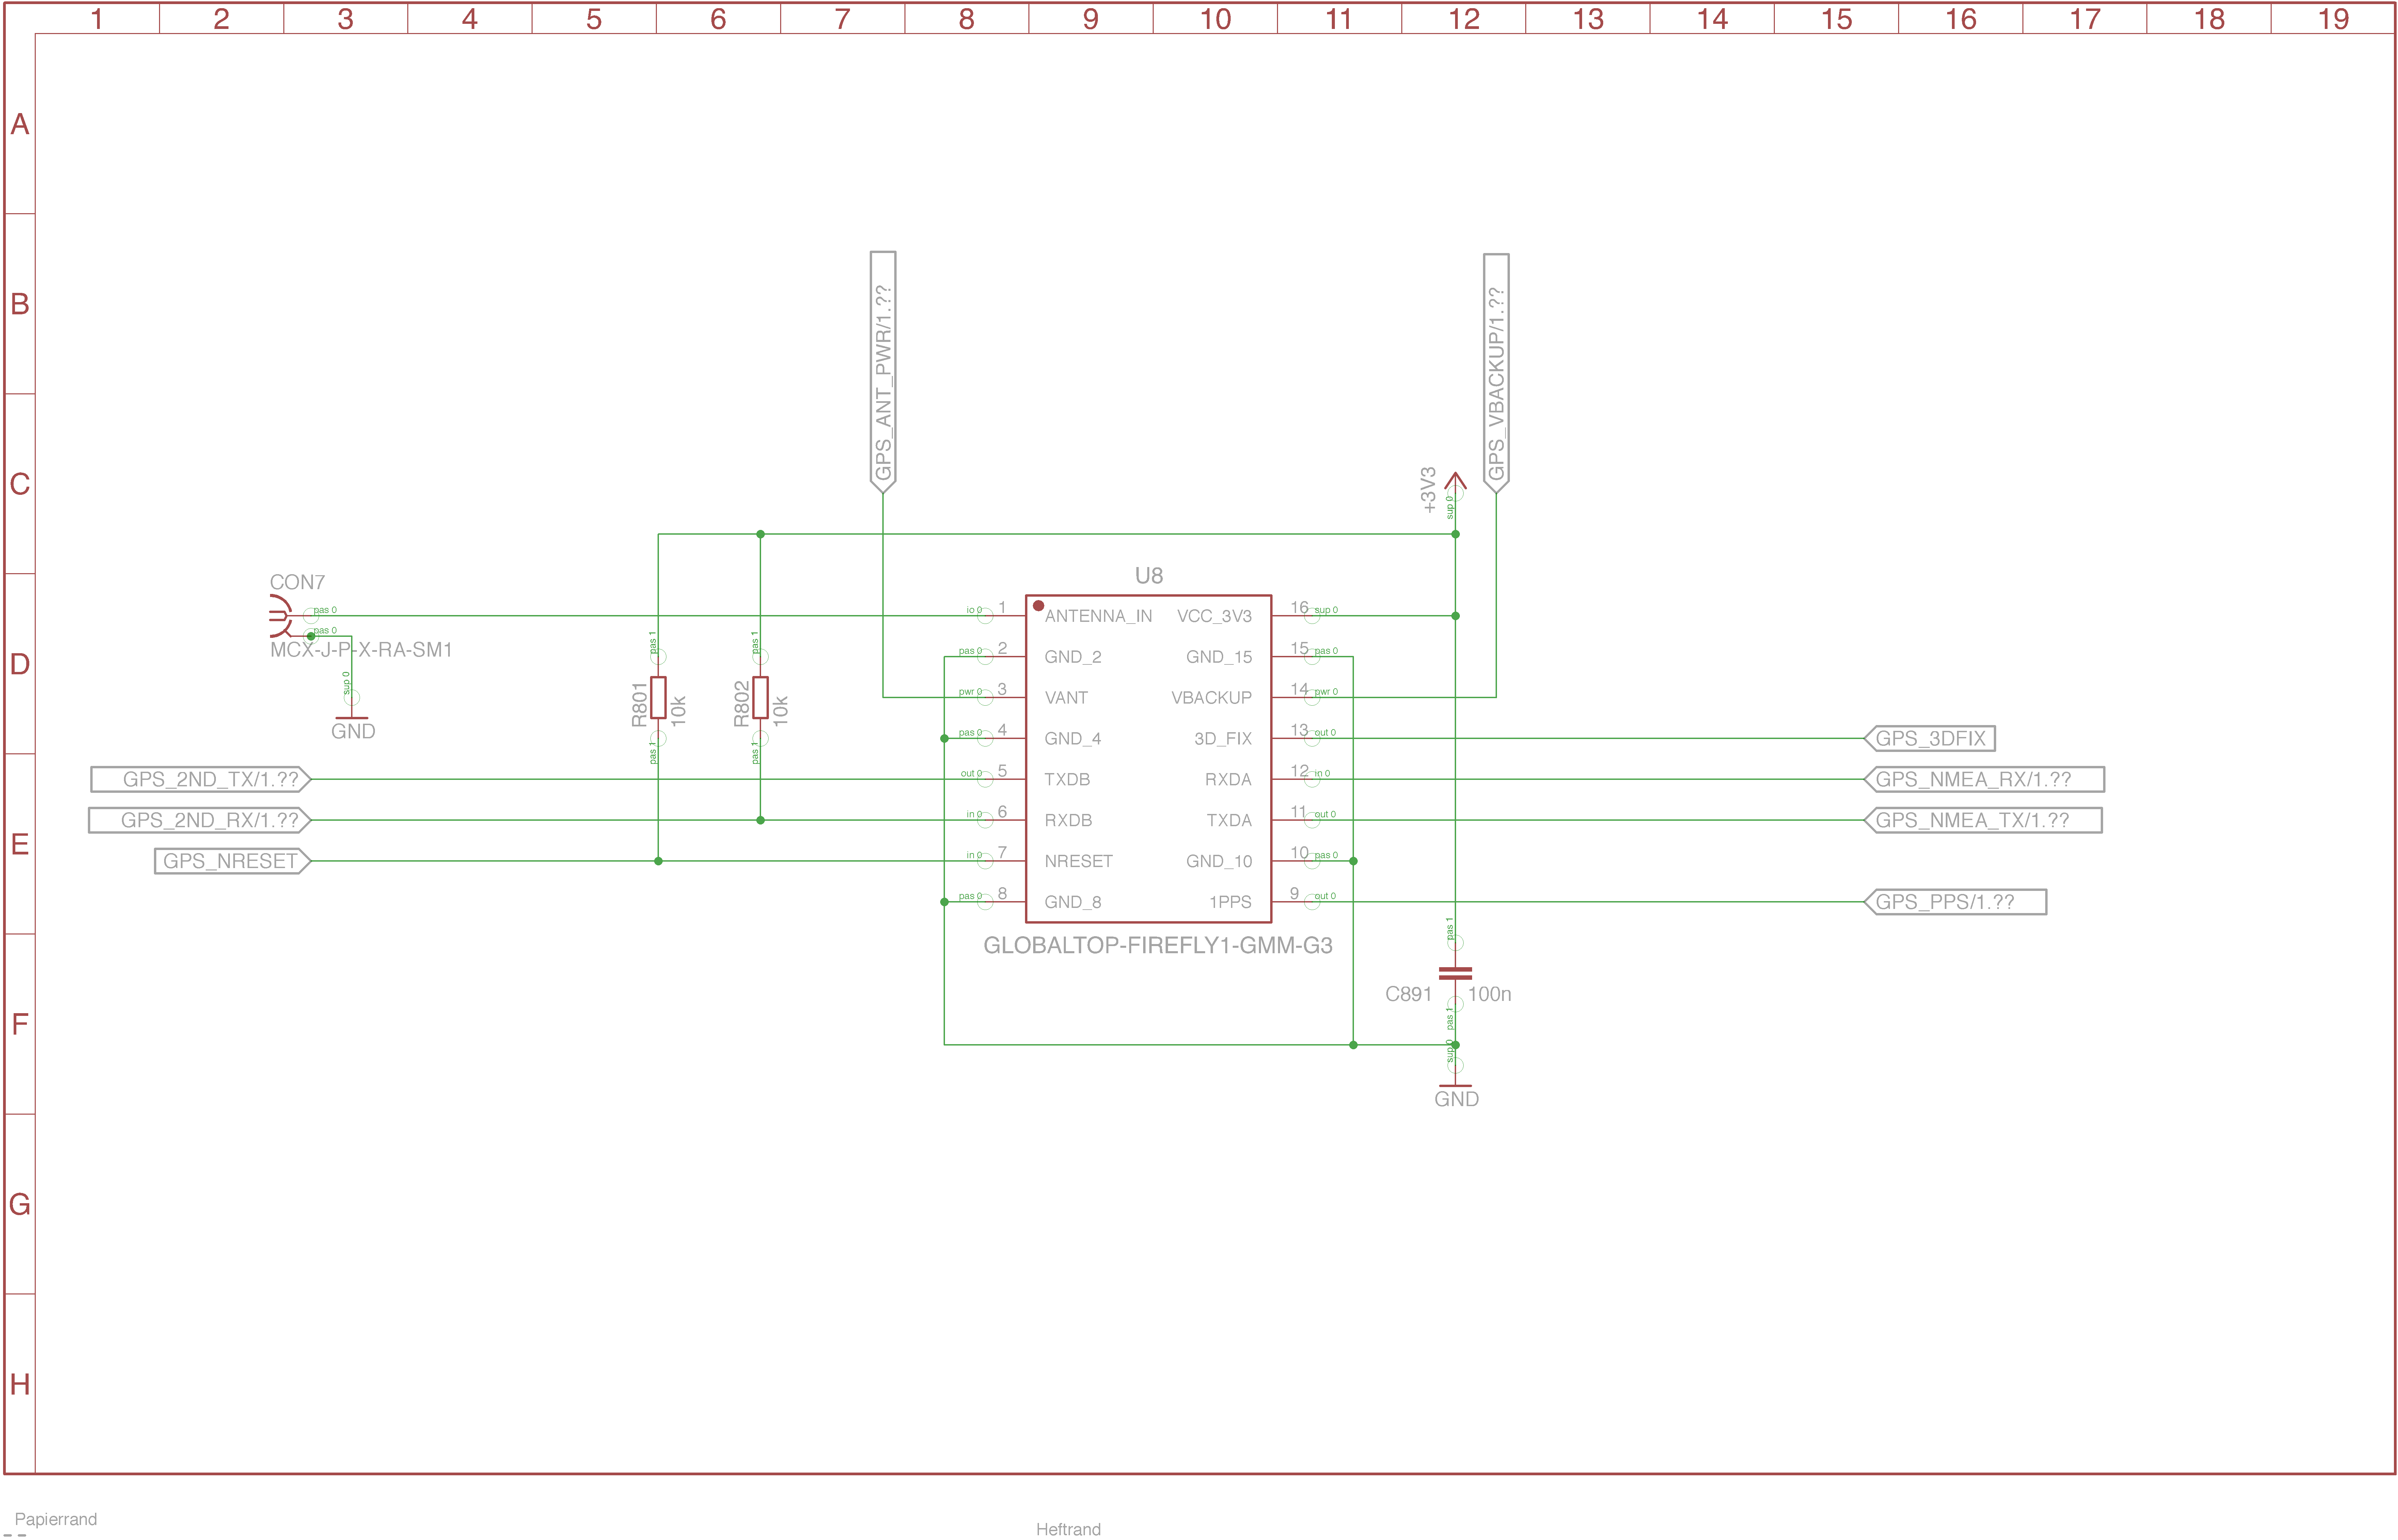 1 2 3 4 5 6 7 8 9 10 11 12 13 14 15 16 17 18 19
A
B
C
D
E
F
G
H
GPS_ANT_PWR/1.??
GPS_VBACKUP/1.??
+3V3
sup 0
CON7
pas 0
pas 0
MCX-J-P-X-RA-SM1
sup 0
GND
pas 1
R801
10k
pas 1
pas 1
R802
10k
pas 1
GPS_2ND_TX/1.??
GPS_2ND_RX/1.??
GPS_NRESET
U8
io 0 1 ANTENNA_IN VCC_3V3 16 sup 0
pas 0 2 GND_2 GND_15 15 pas 0
pwr 0 3 VANT VBACKUP 14 pwr 0
pas 0 4 GND_4 3D_FIX 13 out 0
out 0 5 TXDB RXDA 12 in 0
in 0 6 RXDB TXDA 11 out 0
in 0 7 NRESET GND_10 10 pas 0
pas 0 8 GND_8 1PPS 9 out 0
GLOBALTOP-FIREFLY1-GMM-G3
GPS_3DFIX
GPS_NMEA_RX/1.??
GPS_NMEA_TX/1.??
GPS_PPS/1.??
pas 1
C891 100n
pas 1
sup 0
GND
Papierrand
Heftrand